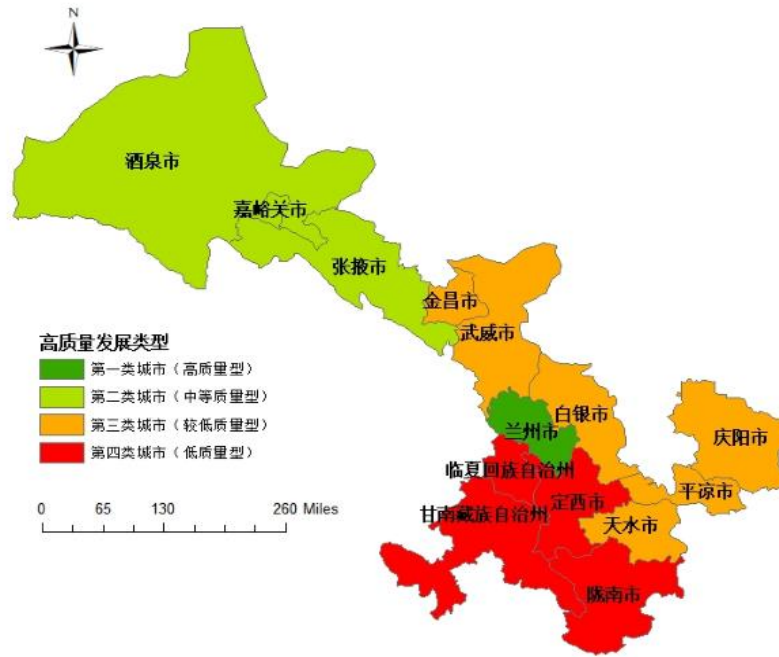 N
酒泉市
嘉峪关市
张掖市
金昌市
武威市
高质量发展类型
第一类城市（高质量型）
第二类城市（中等质量型）
第三类城市（较低质量型）
第四类城市（低质量型）
白银市
兰州市
庆阳市
临夏回族自治州
平凉市
定西市
甘南藏族自治州
天水市
陇南市
0 65 130 260 Miles